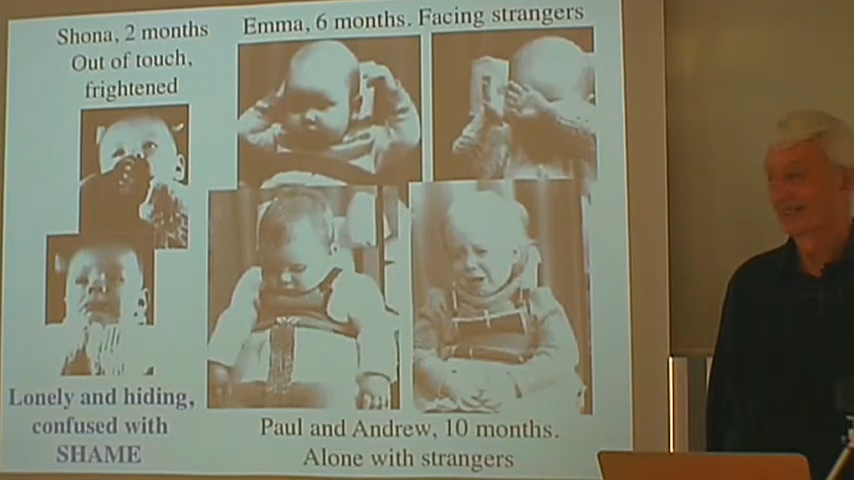 Shona, 2 months
Out of touch,
frightened
Emma, 6 months. Facing strangers
Lonely and hiding,
confused with
SHAME
Paul and Andrew, 10 months.
Alone with strangers